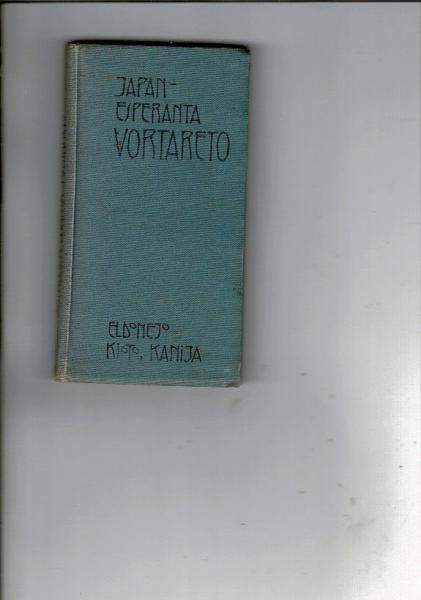 JAPAN-
ESPERANTA
VORTARETO
ELDONEJO
KIOTO, KANIJA